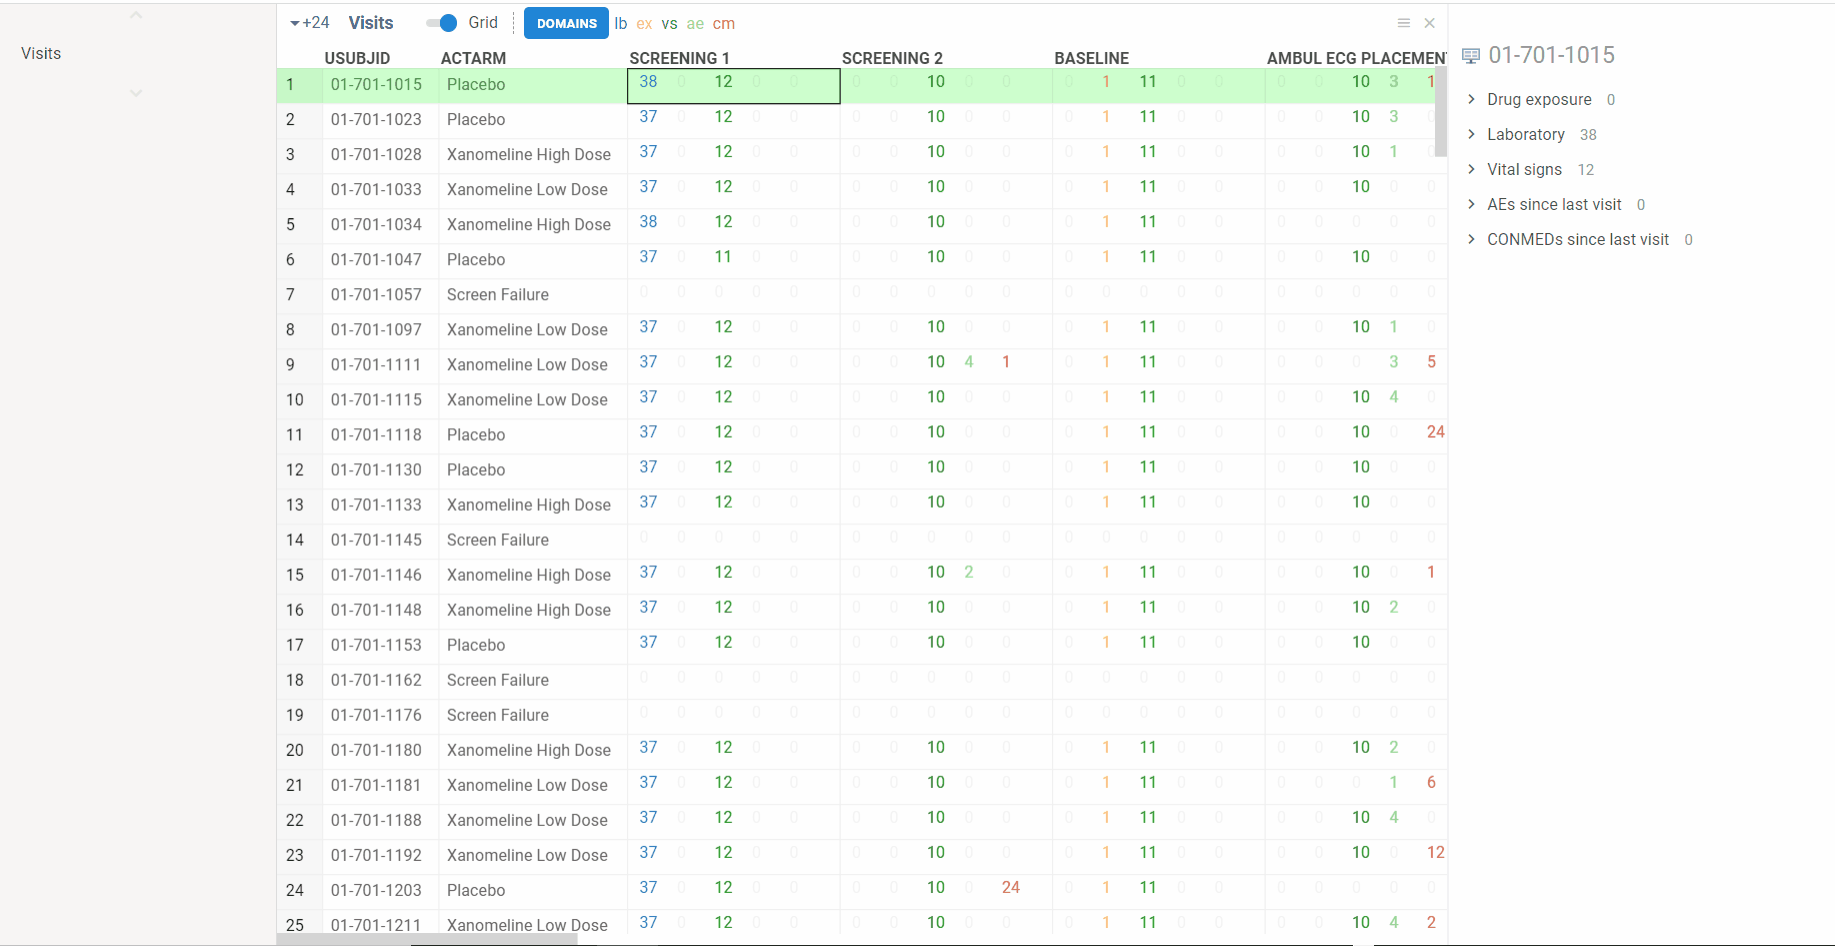 Visits
+24 Visits Grid DOMAINS lb ex vs ae cm
USUBJID ACTARM SCREENING 1 SCREENING 2 BASELINE AMBUL ECG PLACEMEN
1 01-701-1015 Placebo 38 0 12 0 0 0 0 10 0 0 0 1 11 0 0 0 0 10 3 1
2 01-701-1023 Placebo 37 0 12 0 0 0 0 10 0 0 0 1 11 0 0 0 0 10 3 0
3 01-701-1028 Xanomeline High Dose 37 0 12 0 0 0 0 10 0 0 0 1 11 0 0 0 0 10 1 0
4 01-701-1033 Xanomeline Low Dose 37 0 12 0 0 0 0 10 0 0 0 1 11 0 0 0 0 10 0 0
5 01-701-1034 Xanomeline High Dose 38 0 12 0 0 0 0 10 0 0 0 1 11 0 0 0 0 0 0 0
6 01-701-1047 Placebo 37 0 11 0 0 0 0 10 0 0 0 1 11 0 0 0 0 10 0 0
7 01-701-1057 Screen Failure 0 0 0 0 0 0 0 0 0 0 0 0 0 0 0 0 0 0 0 0
8 01-701-1097 Xanomeline Low Dose 37 0 12 0 0 0 0 10 0 0 0 1 11 0 0 0 0 10 1 0
9 01-701-1111 Xanomeline Low Dose 37 0 12 0 0 0 0 10 4 1 0 1 11 0 0 0 0 0 3 5
10 01-701-1115 Xanomeline Low Dose 37 0 12 0 0 0 0 10 0 0 0 1 11 0 0 0 0 10 4 0
11 01-701-1118 Placebo 37 0 12 0 0 0 0 10 0 0 0 1 11 0 0 0 0 10 0 24
12 01-701-1130 Placebo 37 0 12 0 0 0 0 10 0 0 0 1 11 0 0 0 0 10 0 0
13 01-701-1133 Xanomeline High Dose 37 0 12 0 0 0 0 10 0 0 0 1 11 0 0 0 0 10 0 0
14 01-701-1145 Screen Failure 0 0 0 0 0 0 0 0 0 0 0 0 0 0 0 0 0 0 0 0
15 01-701-1146 Xanomeline High Dose 37 0 12 0 0 0 0 10 2 0 0 1 11 0 0 0 0 10 0 1
16 01-701-1148 Xanomeline High Dose 37 0 12 0 0 0 0 10 0 0 0 1 11 0 0 0 0 10 2 0
17 01-701-1153 Placebo 37 0 12 0 0 0 0 10 0 0 0 1 11 0 0 0 0 10 0 0
18 01-701-1162 Screen Failure 0 0 0 0 0 0 0 0 0 0 0 0 0 0 0 0 0 0 0 0
19 01-701-1176 Screen Failure 0 0 0 0 0 0 0 0 0 0 0 0 0 0 0 0 0 0 0 0
20 01-701-1180 Xanomeline High Dose 37 0 12 0 0 0 0 10 0 0 0 1 11 0 0 0 0 10 2 0
21 01-701-1181 Xanomeline Low Dose 37 0 12 0 0 0 0 10 0 0 0 1 11 0 0 0 0 0 1 6
22 01-701-1188 Xanomeline Low Dose 37 0 12 0 0 0 0 10 0 0 0 1 11 0 0 0 0 10 4 0
23 01-701-1192 Xanomeline Low Dose 37 0 12 0 0 0 0 10 0 0 0 1 11 0 0 0 0 10 0 12
24 01-701-1203 Placebo 37 0 12 0 0 0 0 10 0 24 0 1 11 0 0 0 0 0 0 0
25 01-701-1211 Xanomeline Low Dose 37 0 12 0 0 0 0 10 0 0 0 1 11 0 0 0 0 10 4 2
01-701-1015
Drug exposure 0
Laboratory 38
Vital signs 12
AEs since last visit 0
CONMEDs since last visit 0